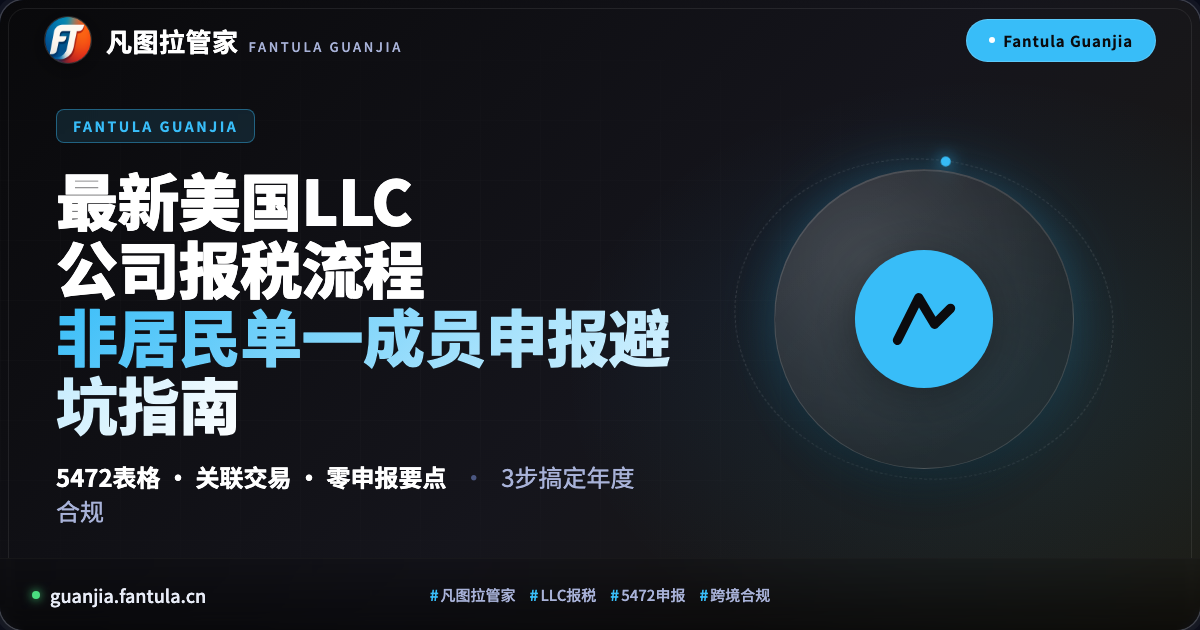 FT 凡图拉管家 FANTULA GUANJIA
Fantula Guanjia
FANTULA GUANJIA
最新美国LLC
公司报税流程
非居民单一成员申报避
坑指南
5472表格 • 关联交易 • 零申报要点 • 3步搞定年度
合规
guanjia.fantula.cn
#凡图拉管家 #LLC报税 #5472申报 #跨境合规